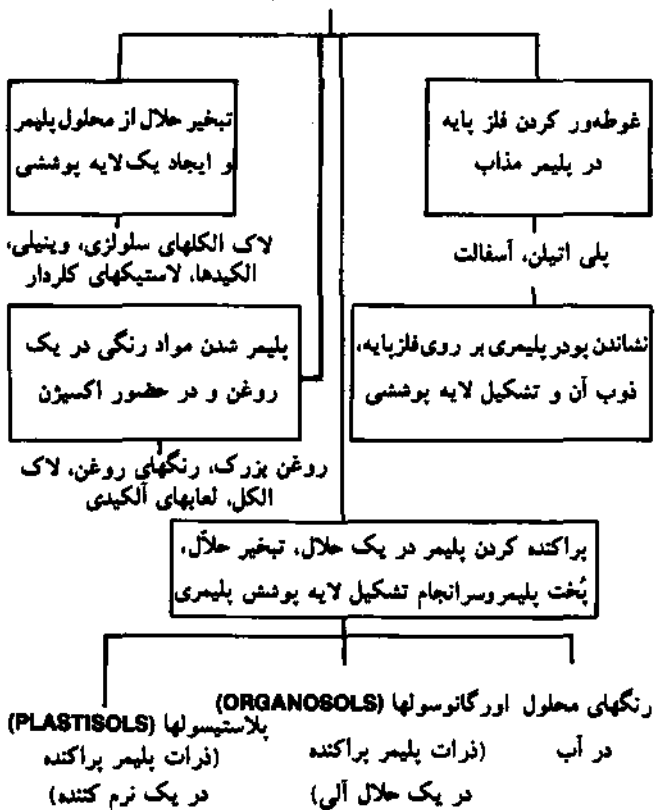 غوطه‌ور کردن فلز پایه
در پلیمر مذاب
تبخیر حلال از محلول پلیمر
و ایجاد یک لایه پوششی
پلی اتیلن، آسفالت
لاک الکلهای سلولزی، وینیلی،
الکیدها، لاستیکهای کلردار
نشاندن پودر پلیمری بر روی فلزپایه،
ذوب آن و تشکیل لایه پوششی
پلیمر شدن مواد رنگی در یک
روغن و در حضور اکسیژن
روغن بزرک، رنگهای روغن، لاک
الکل، لعابهای آلکیدی
براکنده کردن پلیمر در یک حلال، تبخیر حلاّل،
پُخت پلیمر وسرانجام تشکیل لایه پوشش پلیمری
رنگهای محلول
در آب
اورگانوسولها (ORGANOSOLS)
(ذرات پلیمر پراکنده
در یک حلال آلی)
پلاستیسولها (PLASTISOLS)
(ذرات پلیمر پراکنده
در یک نرم کننده)